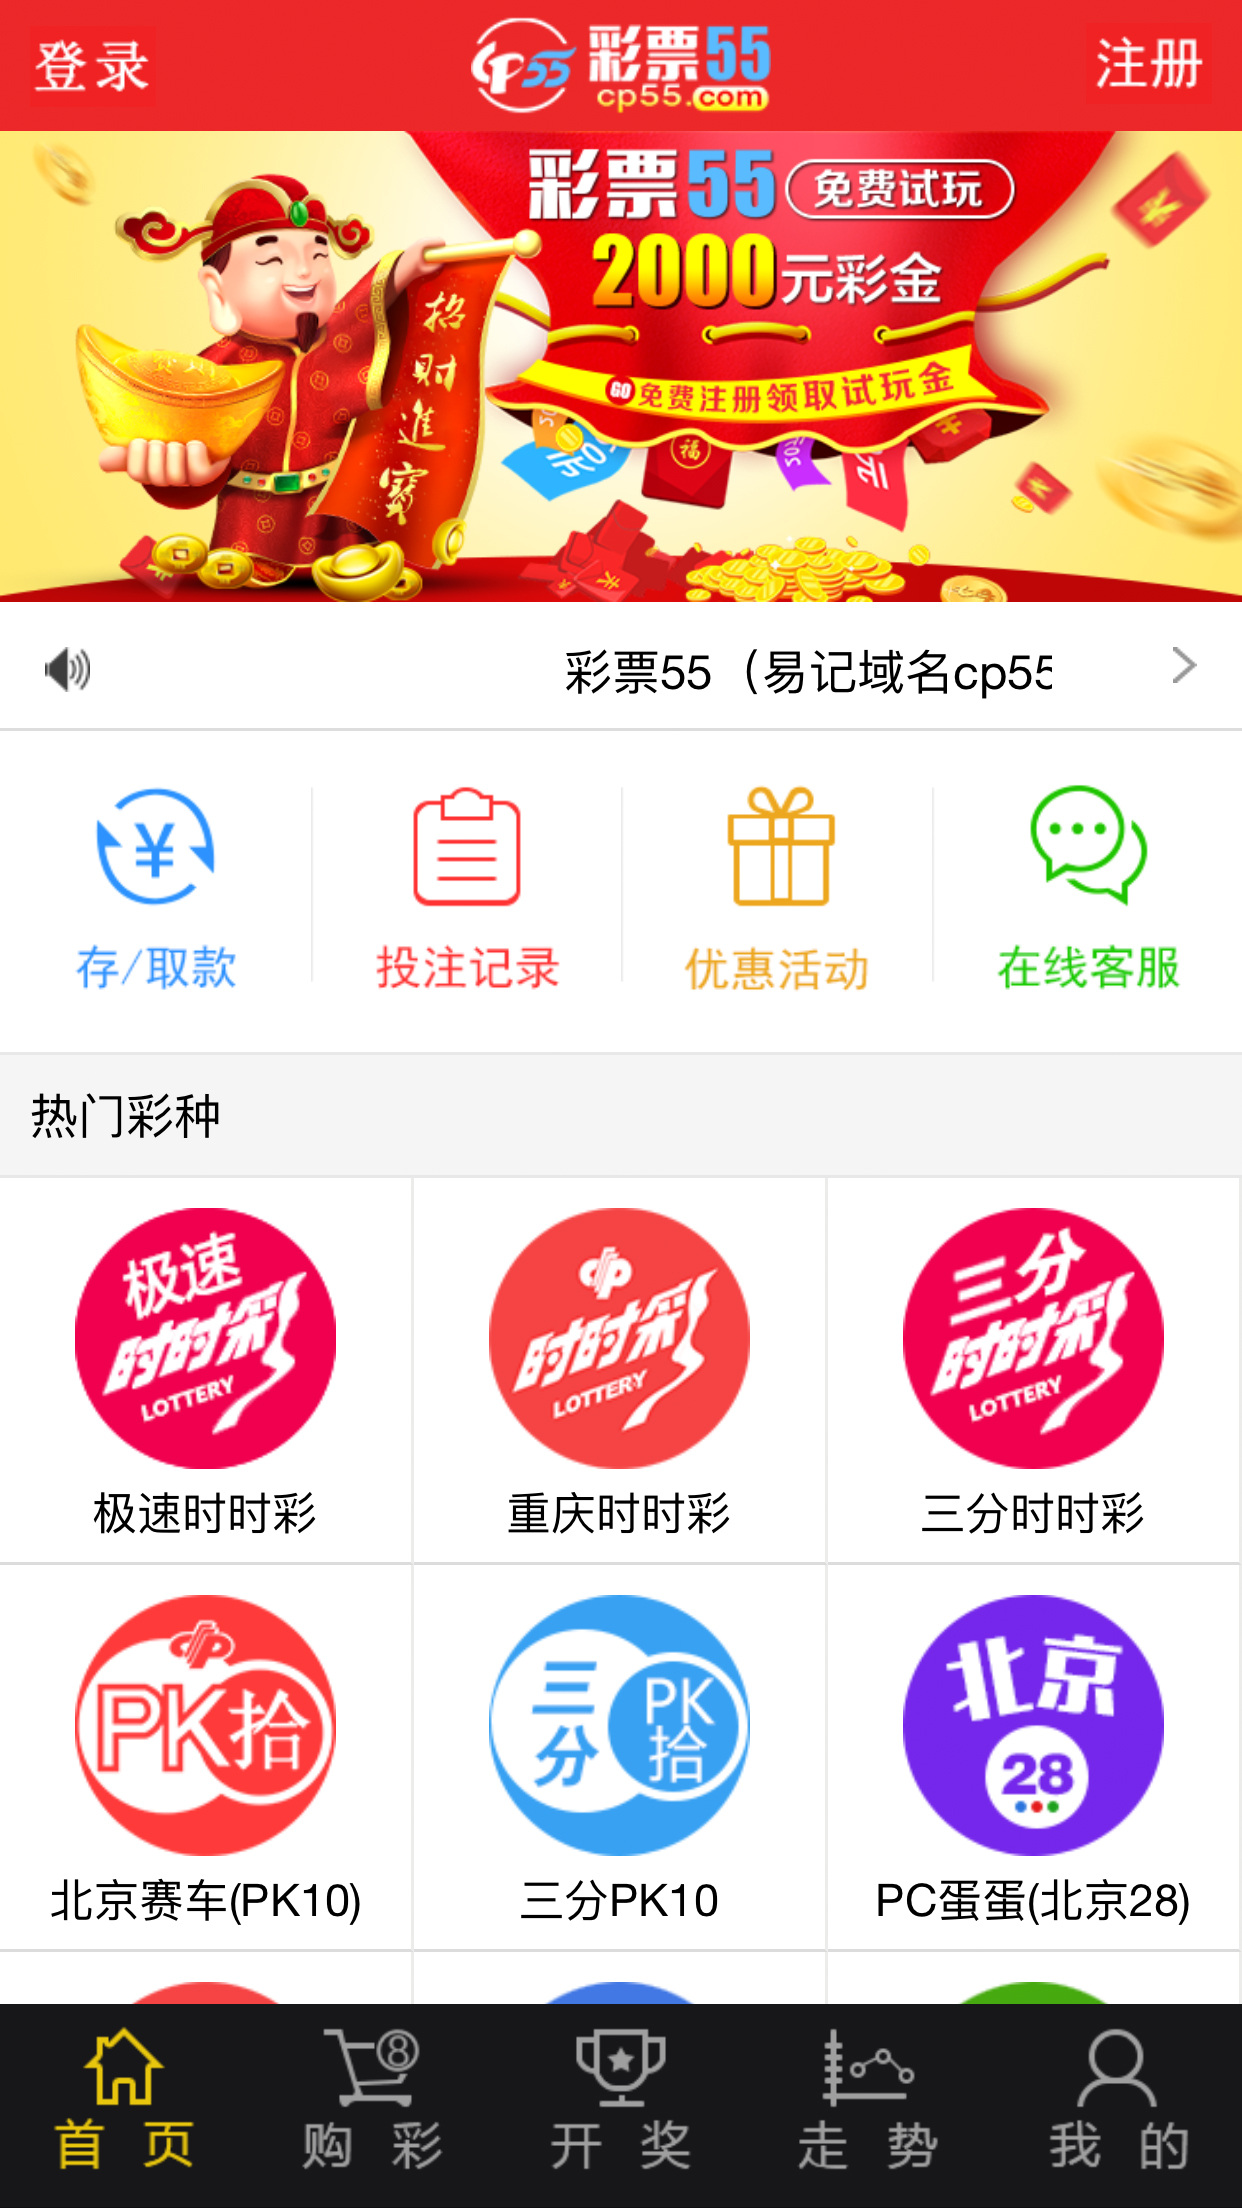 登录
CP55 彩票55
cp55.com
注册
彩票55 免费试玩
2000元彩金
GO 免费注册领取试玩金
招财進寶
福
彩票55（易记域名cp55
存/取款
投注记录
优惠活动
在线客服
热门彩种
极速
时时彩
LOTTERY
时时彩
LOTTERY
三分
时时彩
LOTTERY
极速时时彩
重庆时时彩
三分时时彩
PK拾
三分
PK拾
北京
28
北京赛车(PK10)
三分PK10
PC蛋蛋(北京28)
首页
购彩
开奖
走势
我的